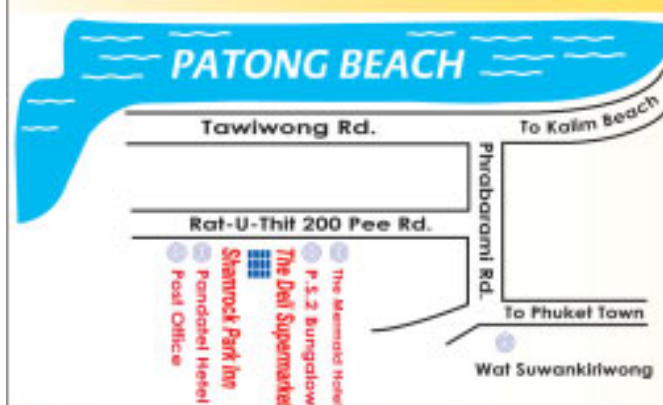 PATONG BEACH
Tawiwong Rd.
To Kalim Beach
Phrabarami Rd.
Rat-U-Thit 200 Pee Rd.
The Mermaid Hotel
P.S.2 Bungalow
The Deli Supermarket
Shamrock Park Inn
Pandatel Hetel
Post Office
To Phuket Town
Wat Suwankiriwong